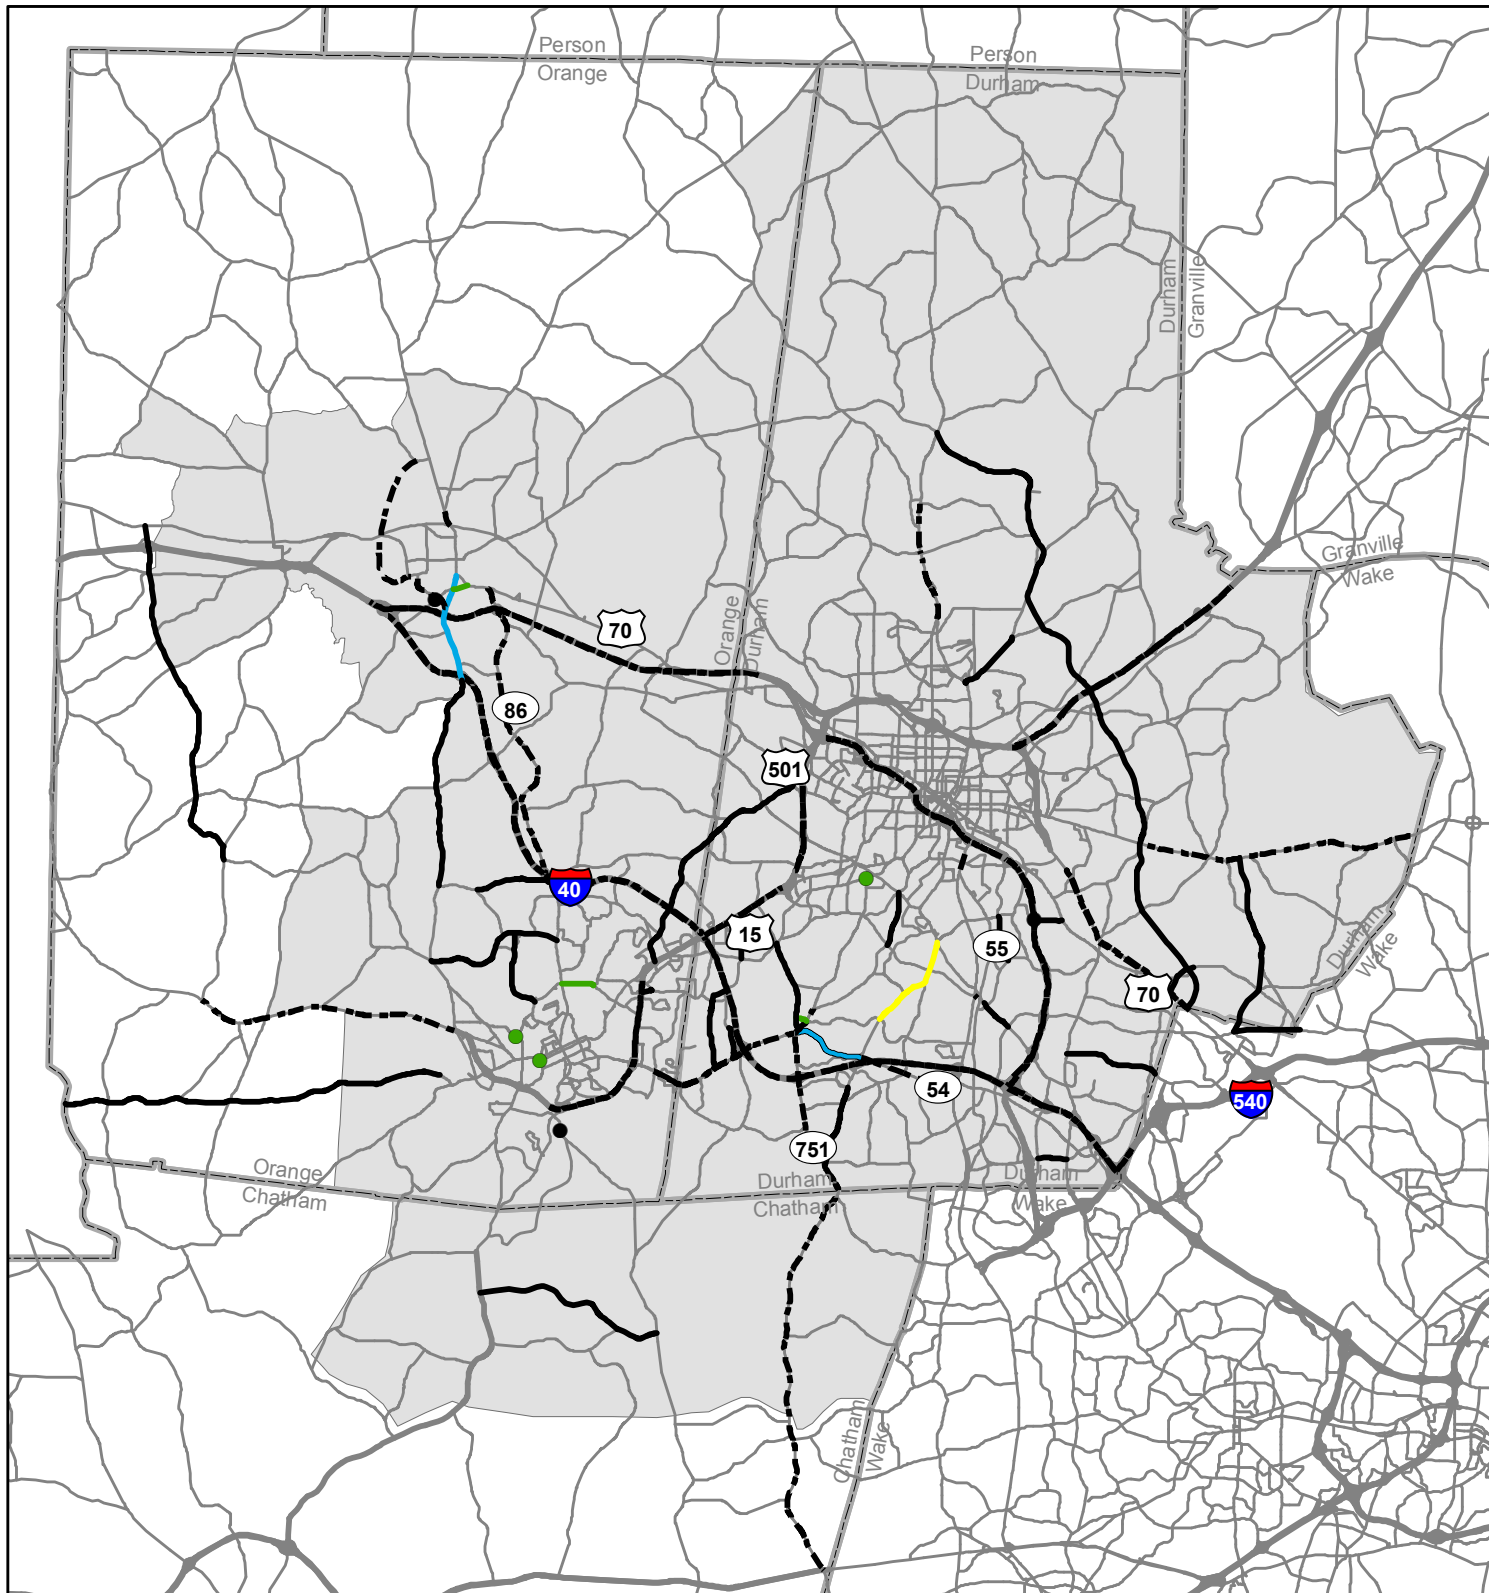 Person
Orange
Person
Durham
Durham
Granville
Granville
Wake
Orange
Durham
70
86
501
40
15
55
70
Durham
Wake
54
540
751
Orange
Chatham
Durham
Chatham
Durham
Wake
Chatham
Wake